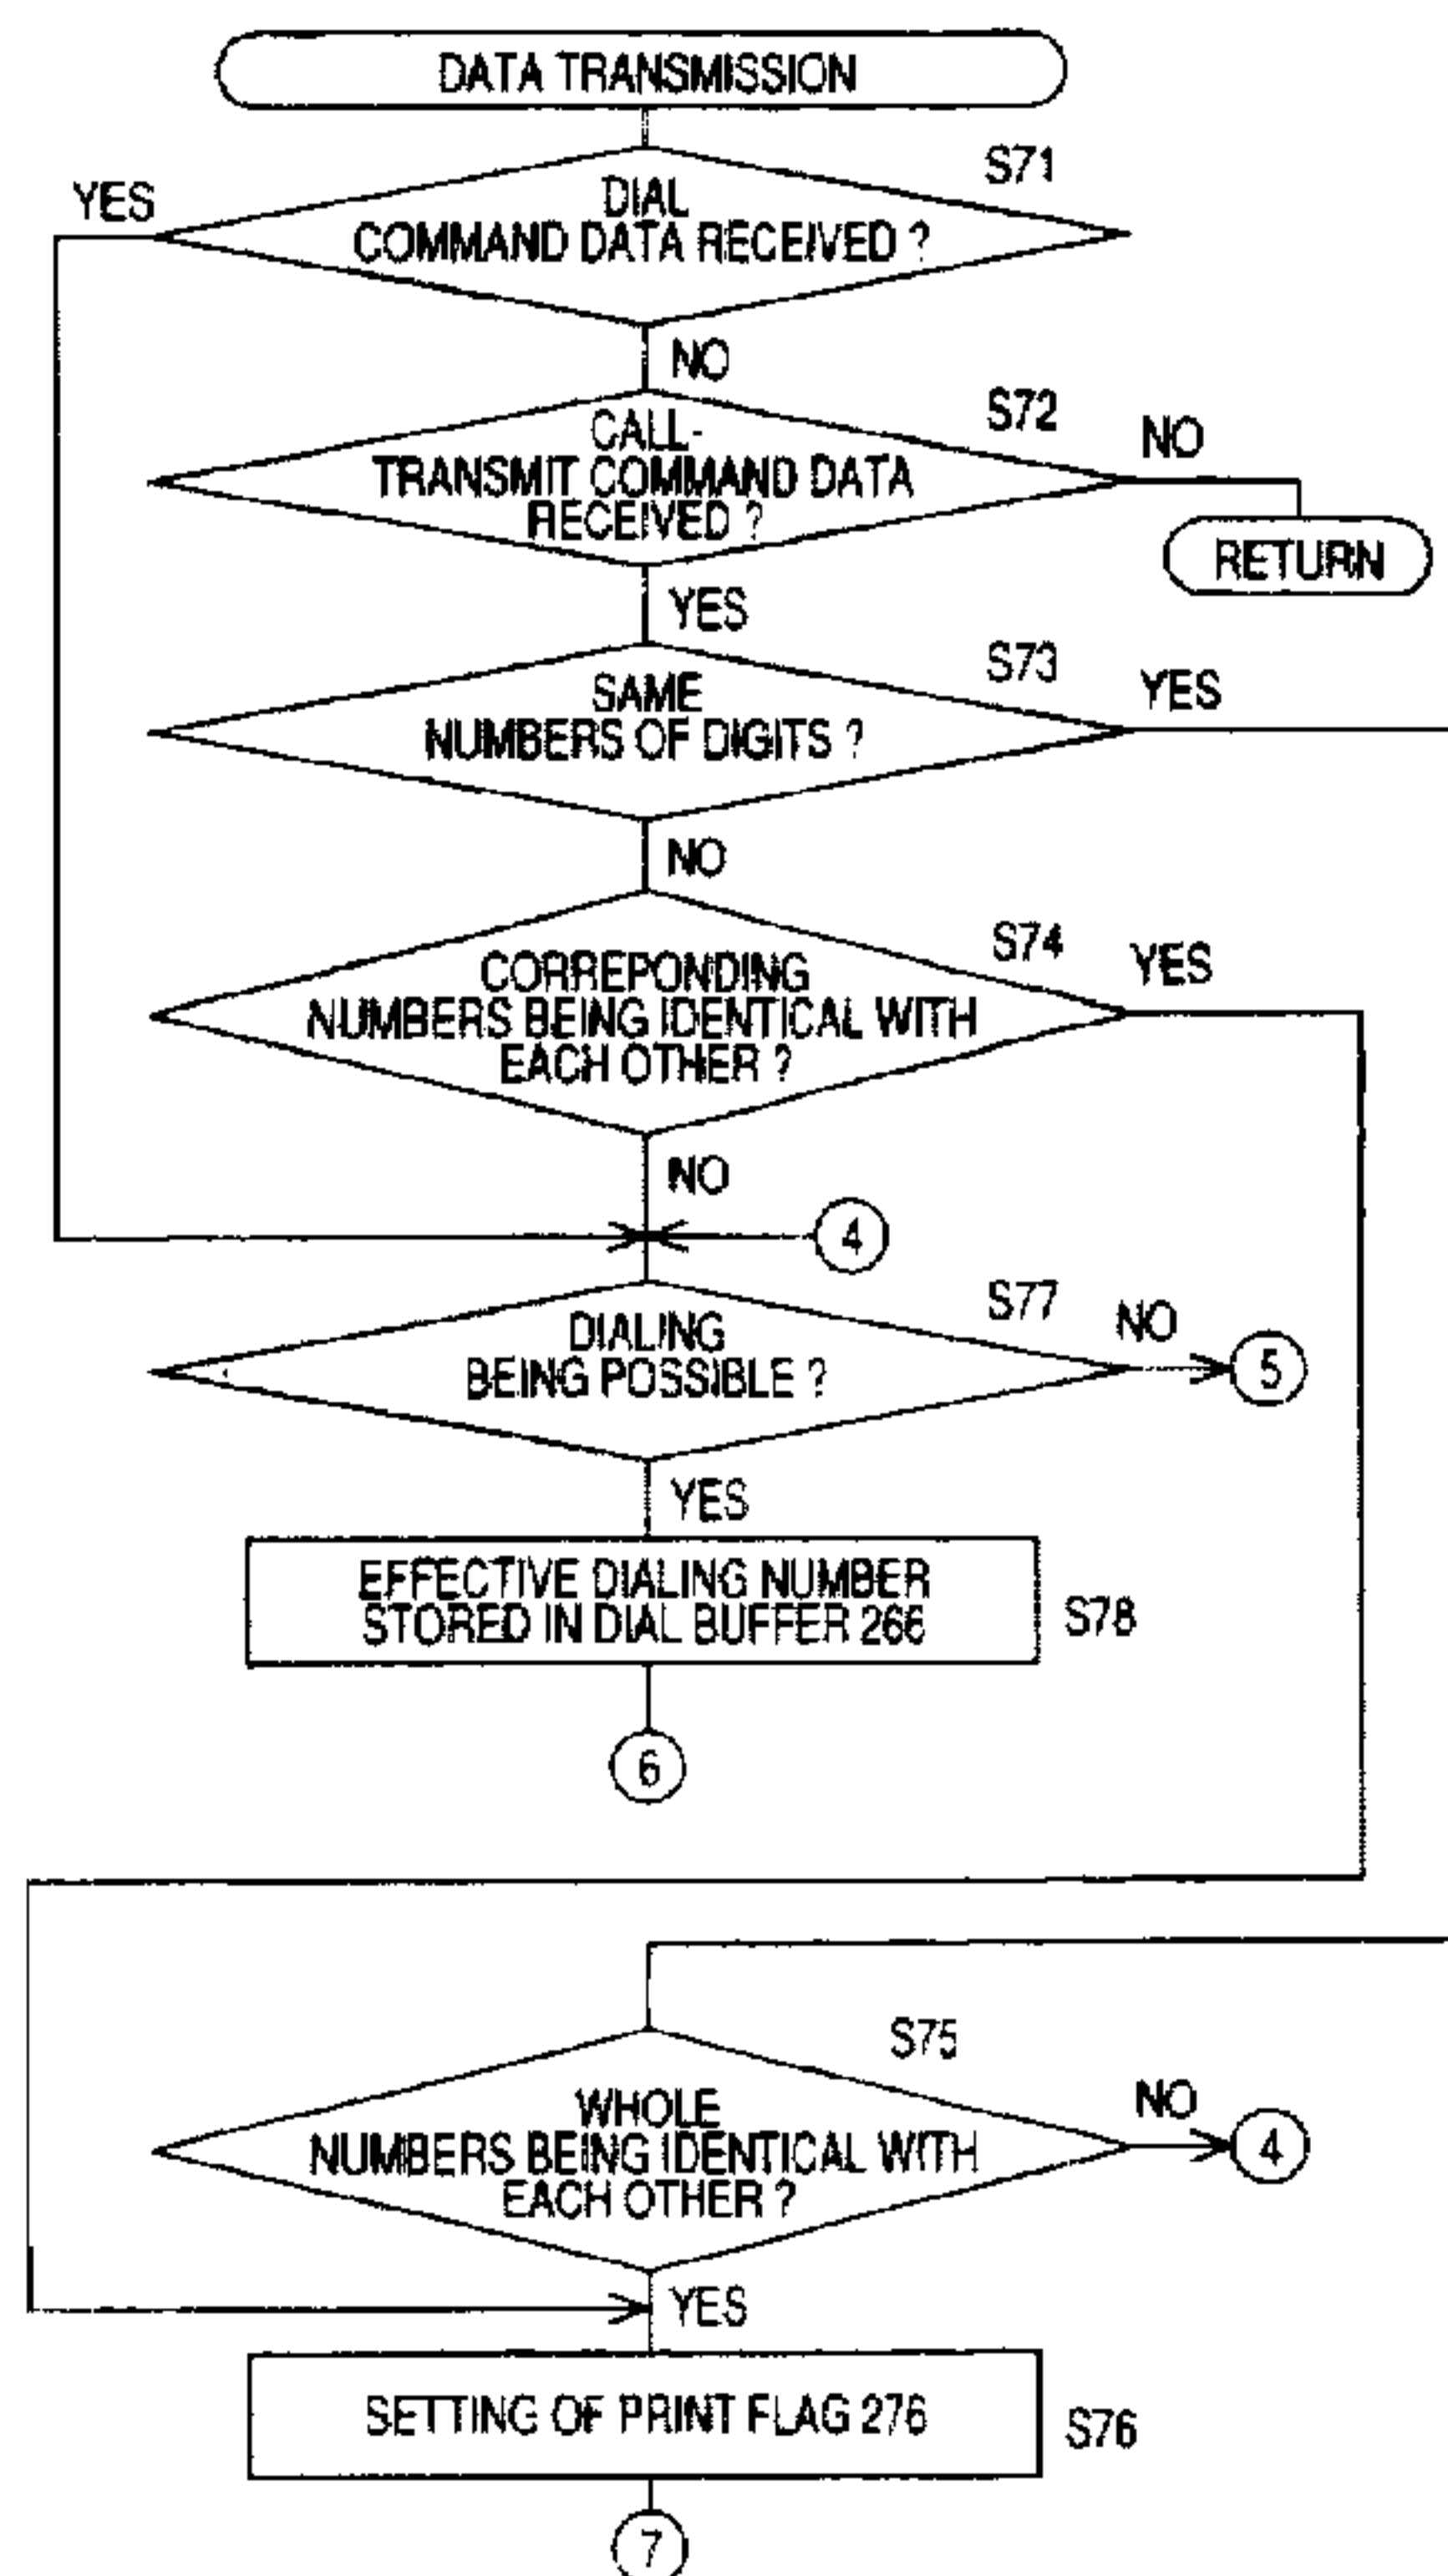 DATA TRANSMISSION
S71
YES
DIAL
COMMAND DATA RECEIVED ?
NO
S72
NO
CALL-
TRANSMIT COMMAND DATA
RECEIVED ?
RETURN
YES
S73
YES
SAME
NUMBERS OF DIGITS ?
NO
S74
YES
CORREPONDING
NUMBERS BEING IDENTICAL WITH
EACH OTHER ?
NO
4
S77
NO
DIALING
BEING POSSIBLE ?
5
YES
EFFECTIVE DIALING NUMBER
STORED IN DIAL BUFFER 266
S78
6
S75
NO
WHOLE
NUMBERS BEING IDENTICAL WITH
EACH OTHER ?
4
YES
SETTING OF PRINT FLAG 276
S76
7